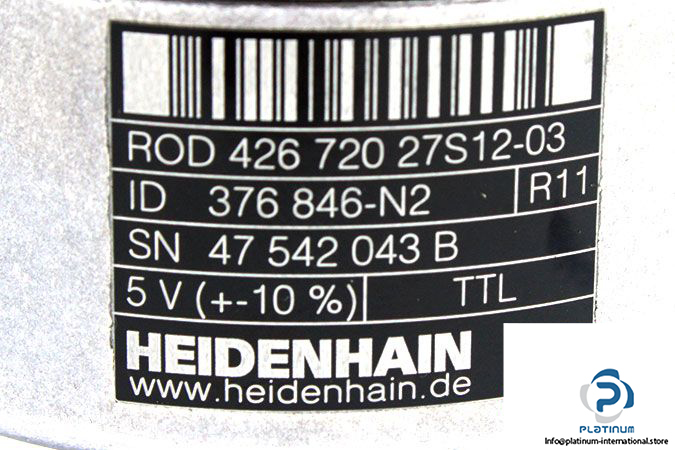 ROD 426 720 27S12-03
ID 376 846-N2 R11
SN 47 542 043 B
5 V (+-10 %) TTL
HEIDENHAIN
www.heidenhain.de
PLATINUM
Info@platinum-international.store